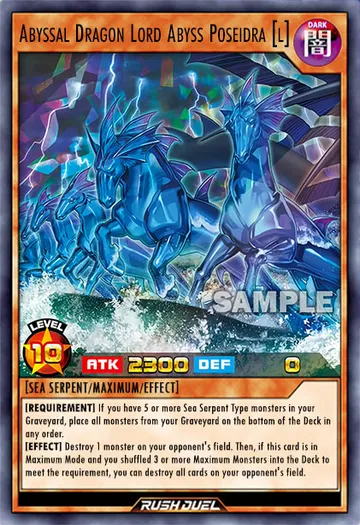 Abyssal Dragon Lord Abyss Poseidra [L]
DARK
闇
SAMPLE
LEVEL
10
ATK 2300 DEF 0
[SEA SERPENT/MAXIMUM/EFFECT]
[REQUIREMENT] If you have 5 or more Sea Serpent Type monsters in your
Graveyard, place all monsters from your Graveyard on the bottom of the Deck in
any order.
[EFFECT] Destroy 1 monster on your opponent's field. Then, if this card is in
Maximum Mode and you shuffled 3 or more Maximum Monsters into the Deck to
meet the requirement, you can destroy all cards on your opponent's field.
RUSH DUEL